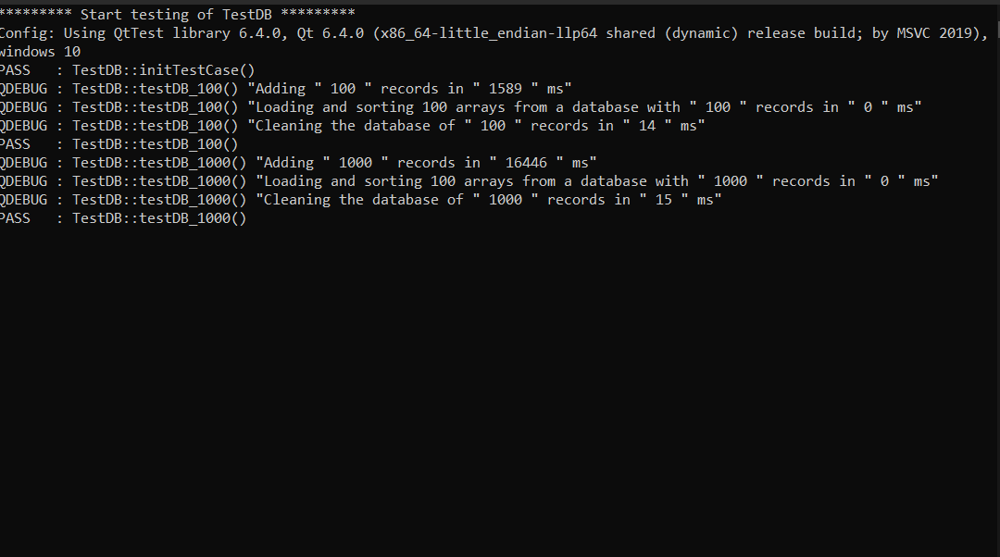 ********* Start testing of TestDB *********
Config: Using QtTest library 6.4.0, Qt 6.4.0 (x86_64-little_endian-llp64 shared (dynamic) release build; by MSVC 2019),
windows 10
PASS   : TestDB::initTestCase()
QDEBUG : TestDB::testDB_100() "Adding " 100 " records in " 1589 " ms"
QDEBUG : TestDB::testDB_100() "Loading and sorting 100 arrays from a database with " 100 " records in " 0 " ms"
QDEBUG : TestDB::testDB_100() "Cleaning the database of " 100 " records in " 14 " ms"
PASS   : TestDB::testDB_100()
QDEBUG : TestDB::testDB_1000() "Adding " 1000 " records in " 16446 " ms"
QDEBUG : TestDB::testDB_1000() "Loading and sorting 100 arrays from a database with " 1000 " records in " 0 " ms"
QDEBUG : TestDB::testDB_1000() "Cleaning the database of " 1000 " records in " 15 " ms"
PASS   : TestDB::testDB_1000()